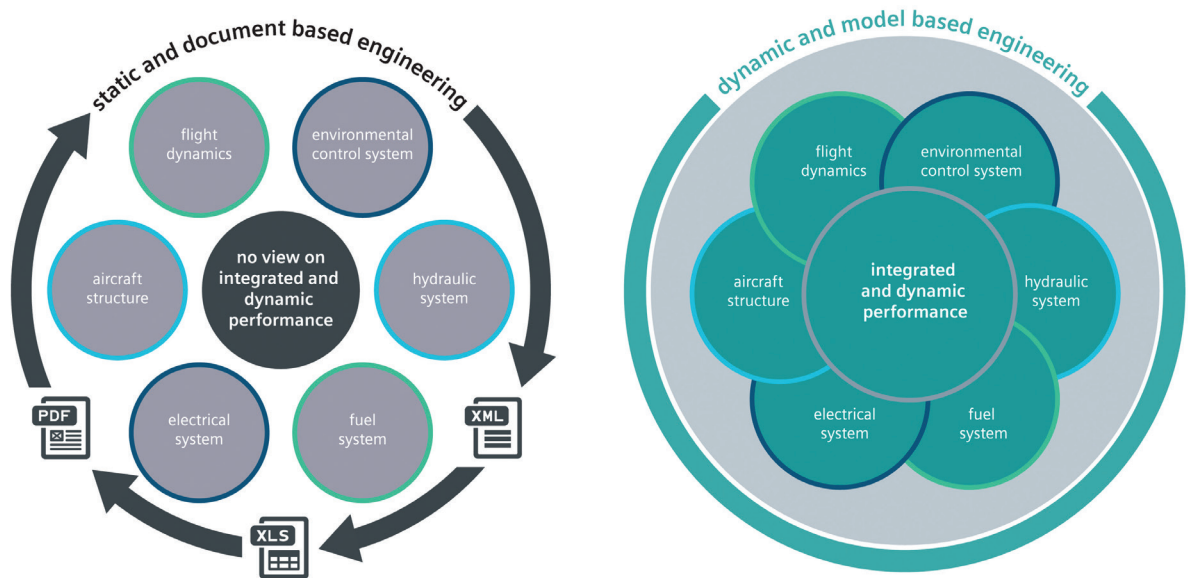 static and document based engineering
flight
dynamics
environmental
control system
aircraft
structure
no view on
integrated and
dynamic
performance
hydraulic
system
electrical
system
fuel
system
PDF
XML
XLS
dynamic and model based engineering
flight
dynamics
environmental
control system
aircraft
structure
integrated
and dynamic
performance
hydraulic
system
electrical
system
fuel
system